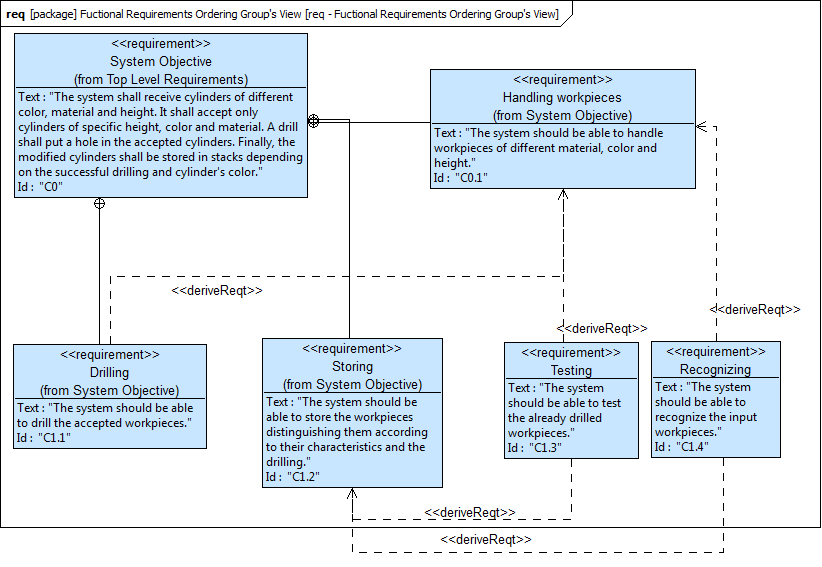 req [package] Fuctional Requirements Ordering Group's View [req - Fuctional Requirements Ordering Group's View]
<<requirement>>
System Objective
(from Top Level Requirements)
Text : "The system shall receive cylinders of different
color, material and height. It shall accept only
cylinders of specific height, color and material. A drill
shall put a hole in the accepted cylinders. Finally, the
modified cylinders shall be stored in stacks depending
on the successful drilling and cylinder's color."
Id : "C0"
<<requirement>>
Handling workpieces
(from System Objective)
Text : "The system should be able to handle
workpieces of different material, color and
height."
Id : "C0.1"
<<deriveReqt>>
<<deriveReqt>>
<<deriveReqt>>
<<requirement>>
Drilling
(from System Objective)
Text : "The system should be able
to drill the accepted workpieces."
Id : "C1.1"
<<requirement>>
Storing
(from System Objective)
Text : "The system should be
able to store the workpieces
distinguishing them according
to their characteristics and the
drilling."
Id : "C1.2"
<<requirement>>
Testing
Text : "The system
should be able to test
the already drilled
workpieces."
Id : "C1.3"
<<requirement>>
Recognizing
Text : "The system
should be able to
recognize the input
workpieces."
Id : "C1.4"
<<deriveReqt>>
<<deriveReqt>>